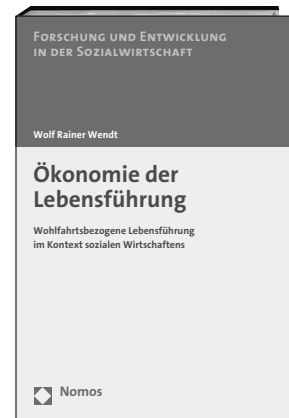 Forschung und Entwicklung
in der Sozialwirtschaft
Wolf Rainer Wendt
Ökonomie der
Lebensführung
Wohlfahrtsbezogene Lebensführung
im Kontext sozialen Wirtschaftens
Nomos